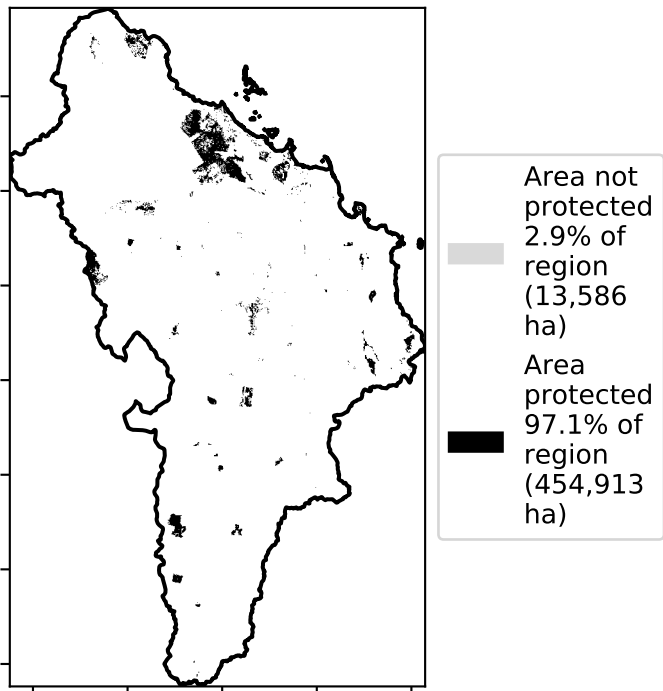 Area not
protected
2.9% of
region
(13,586
ha)
Area
protected
97.1% of
region
(454,913
ha)